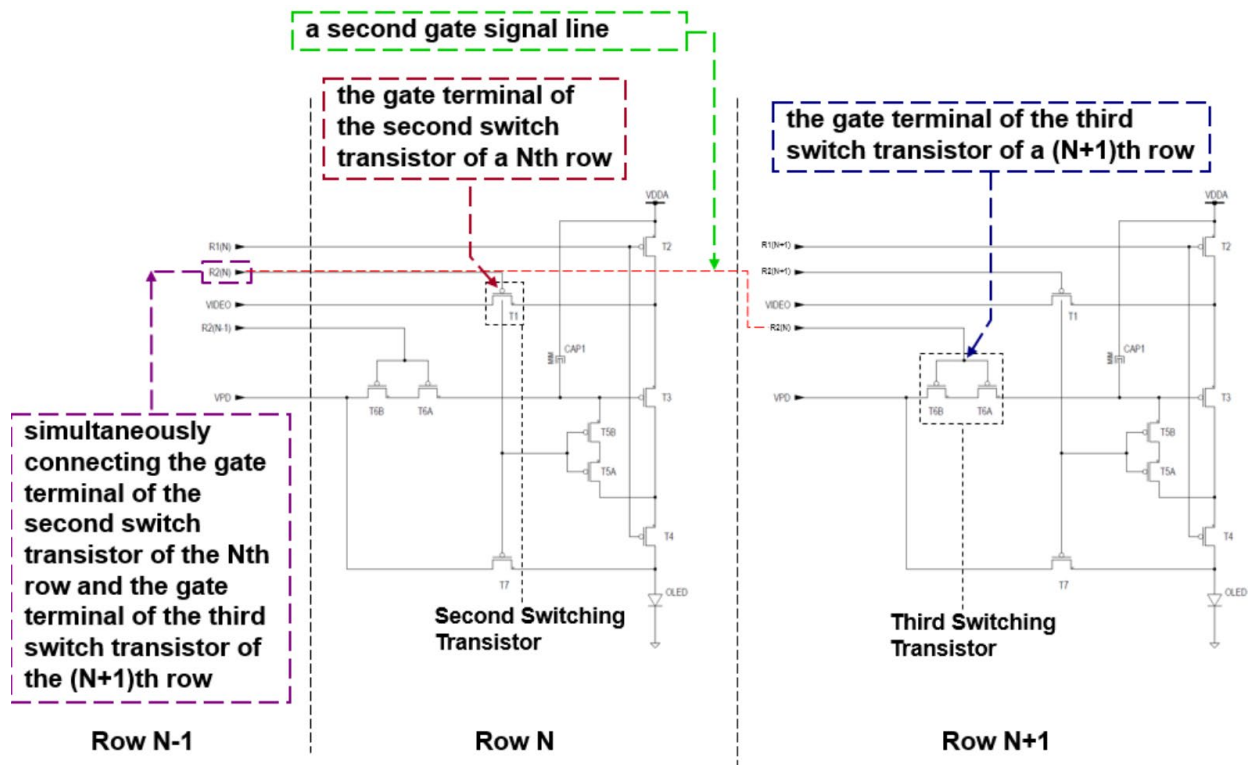 a second gate signal line
the gate terminal of
the second switch
transistor of a Nth row
the gate terminal of the third
switch transistor of a (N+1)th row
VDDA
R1(N)
T2
R2(N)
VIDEO
T1
R2(N-1)
MIM
CAP1
VPD
T6B
T6A
T3
T5B
T5A
T4
T7
OLED
VDDA
R1(N+1)
T2
R2(N+1)
VIDEO
T1
R2(N)
MIM
CAP1
VPD
T6B
T6A
T3
T5B
T5A
T4
T7
OLED
simultaneously
connecting the gate
terminal of the
second switch
transistor of the Nth
row and the gate
terminal of the third
switch transistor of
the (N+1)th row
Second Switching
Transistor
Third Switching
Transistor
Row N-1
Row N
Row N+1